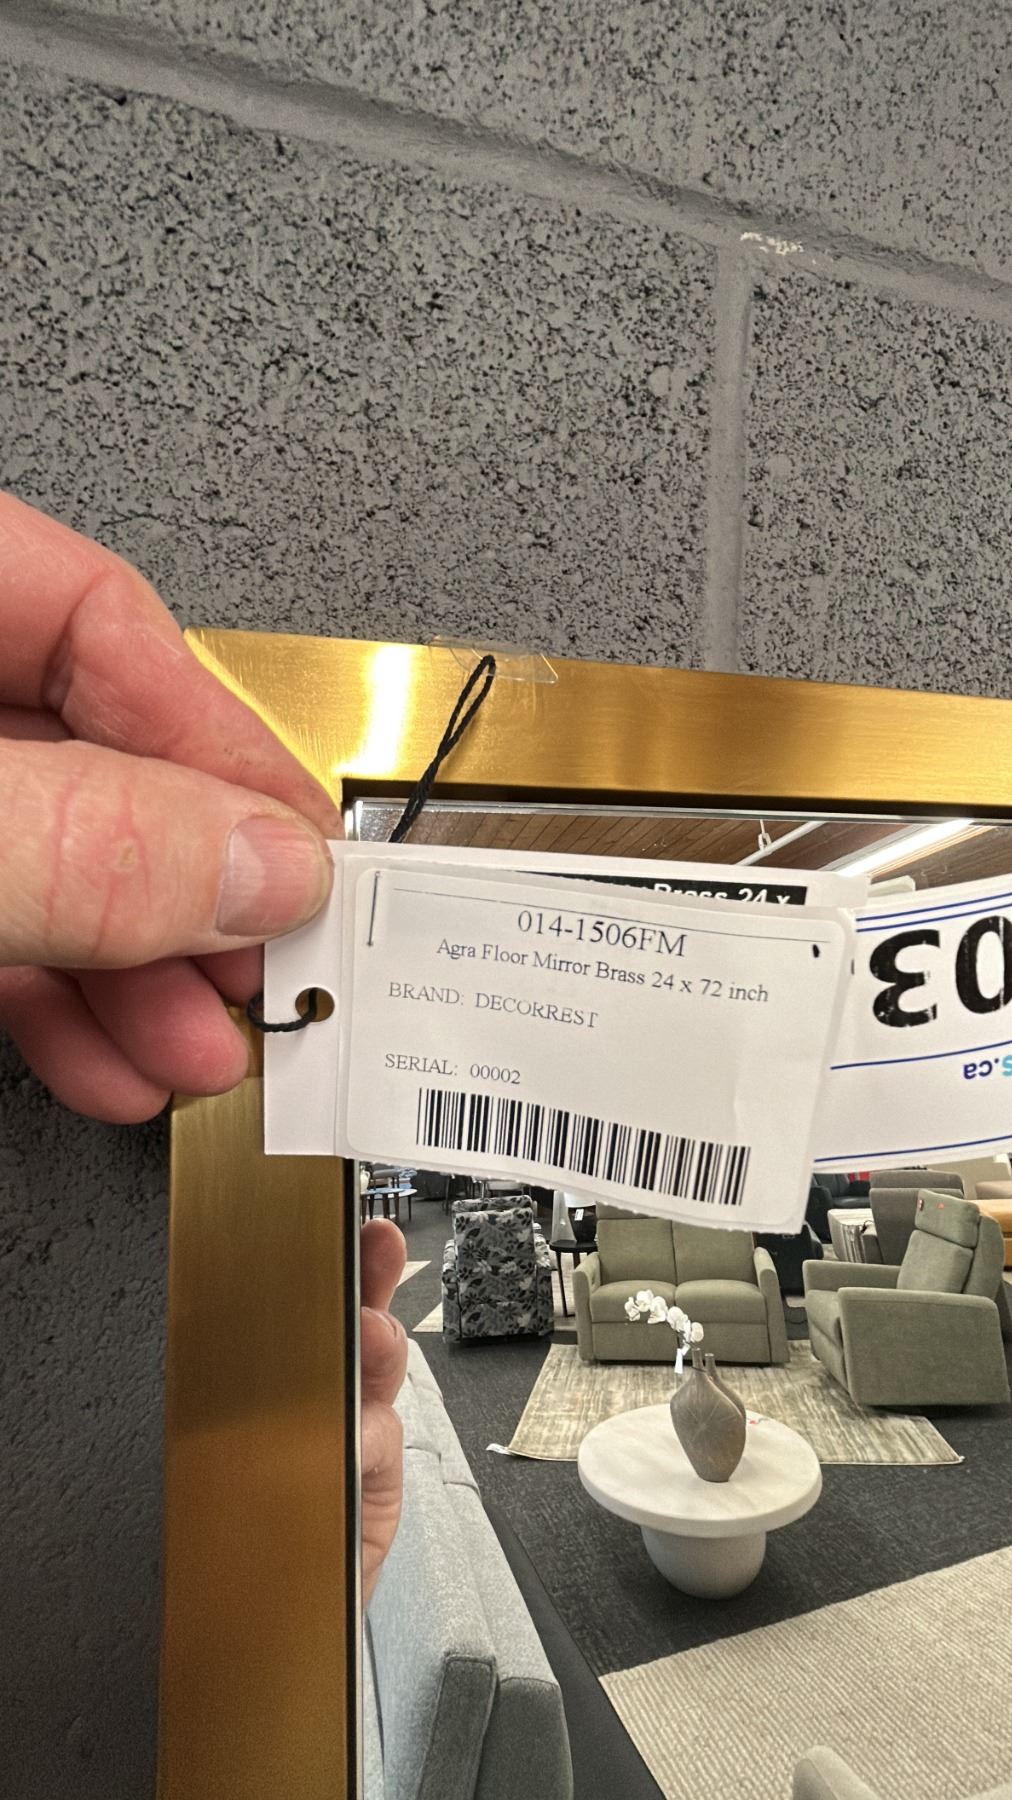 Brass 24 x
014-1506FM
Agra Floor Mirror Brass 24 x 72 inch
BRAND: DECORREST
SERIAL: 00002
03
s.ca